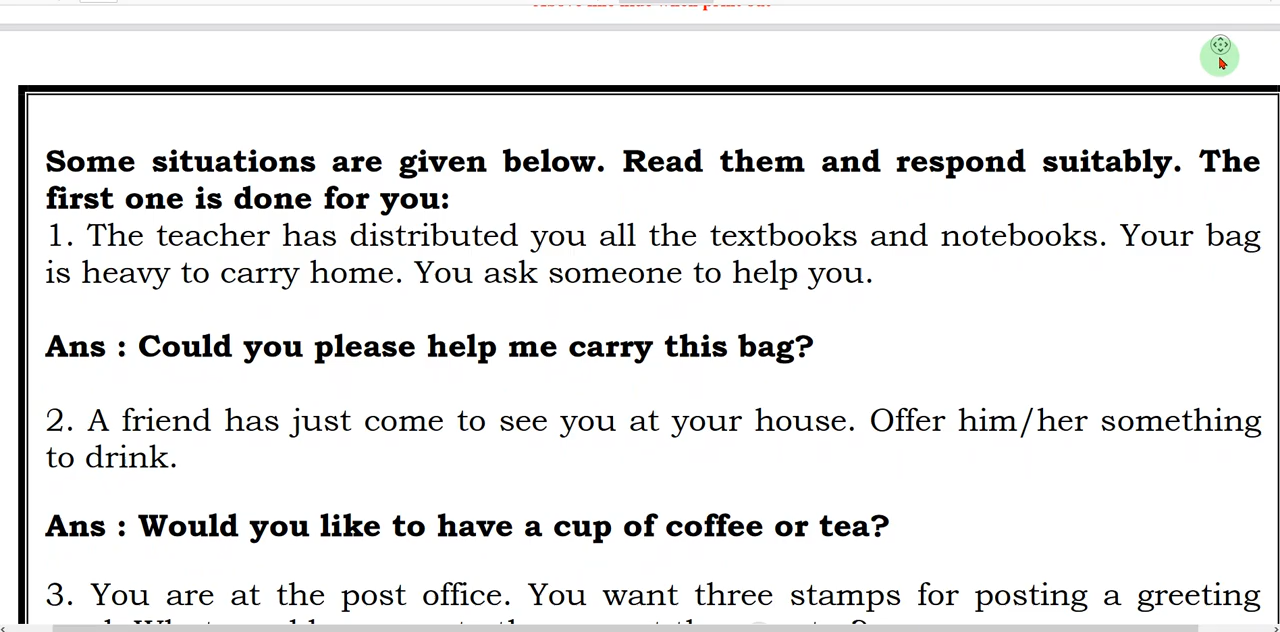 Some situations are given below. Read them and respond suitably. The
first one is done for you:
1. The teacher has distributed you all the textbooks and notebooks. Your bag
is heavy to carry home. You ask someone to help you.
Ans : Could you please help me carry this bag?
2. A friend has just come to see you at your house. Offer him/her something
to drink.
Ans : Would you like to have a cup of coffee or tea?
3. You are at the post office. You want three stamps for posting a greeting